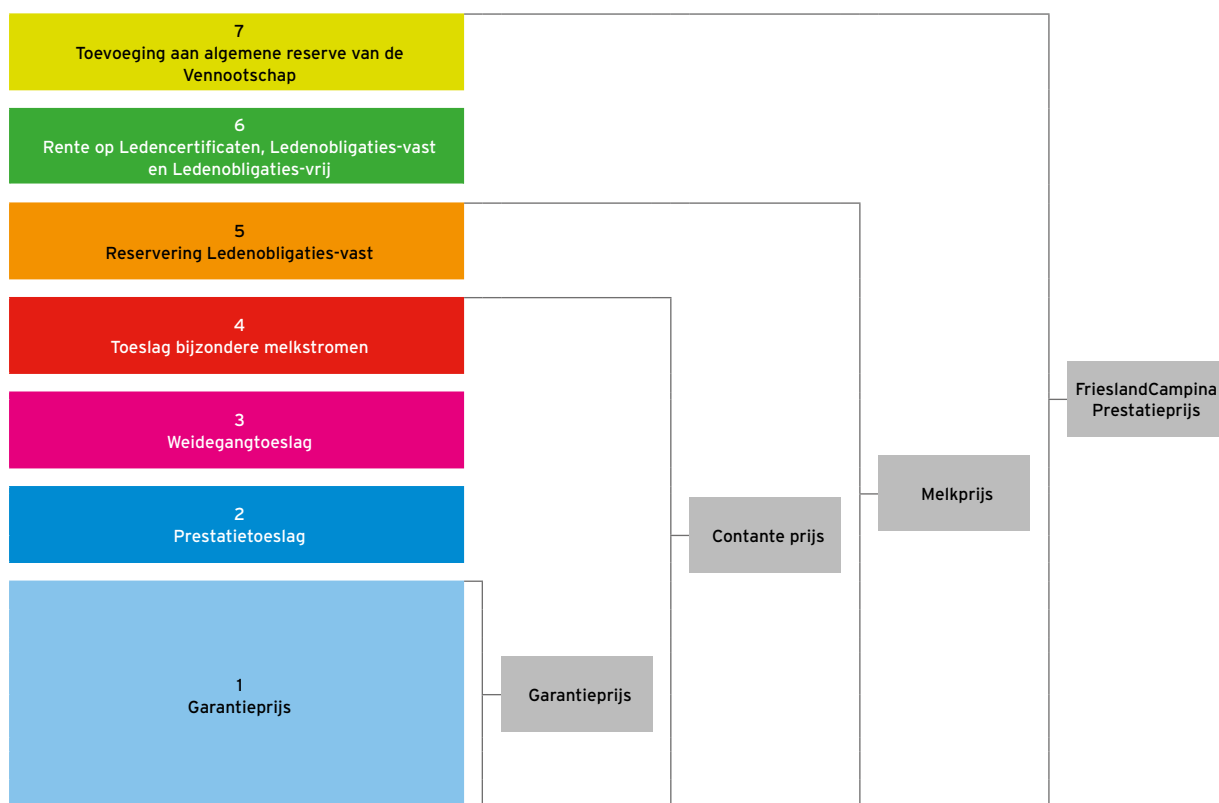 7
Toevoeging aan algemene reserve van de
Vennootschap
6
Rente op Ledencertificaten, Ledenobligaties-vast
en Ledenobligaties-vrij
5
Reservering Ledenobligaties-vast
4
Toeslag bijzondere melkstromen
3
Weidegangtoeslag
2
Prestatietoeslag
1
Garantieprijs
Garantieprijs
Contante prijs
Melkprijs
FrieslandCampina
Prestatieprijs